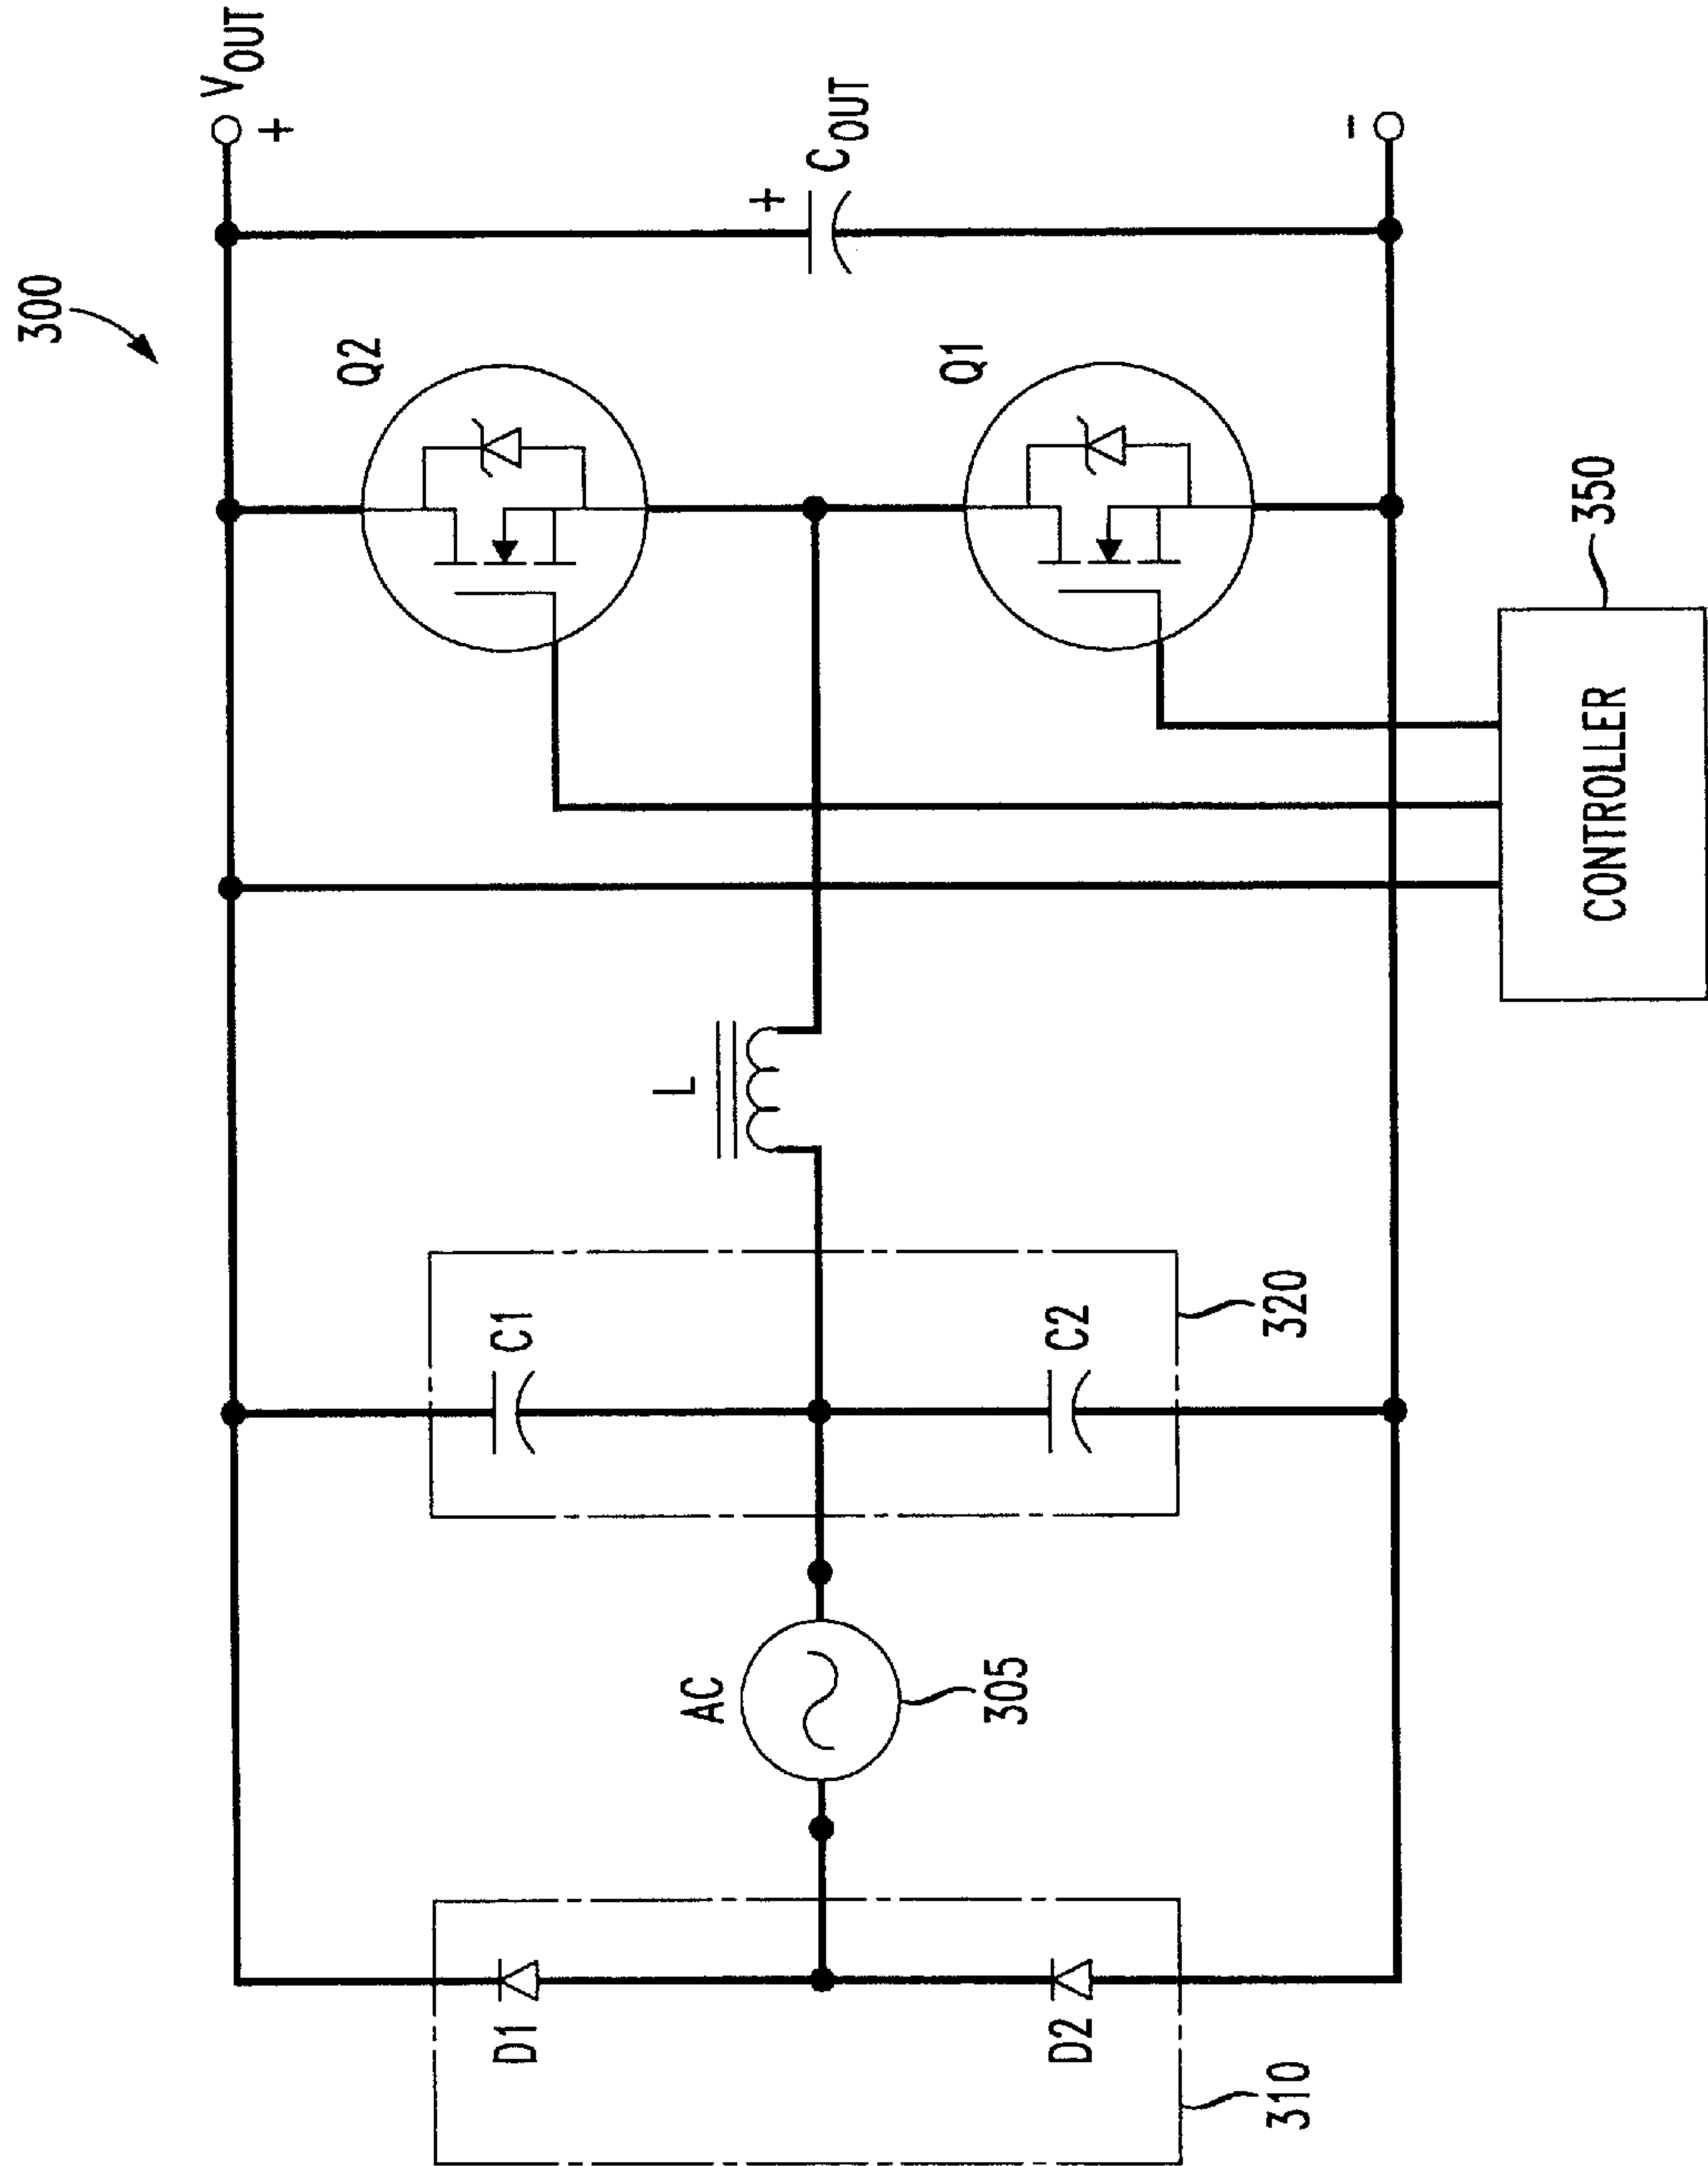 300
V_OUT
+
-
+
C_OUT
Q2
Q1
350
CONTROLLER
L
C1
C2
320
AC
305
D1
D2
310